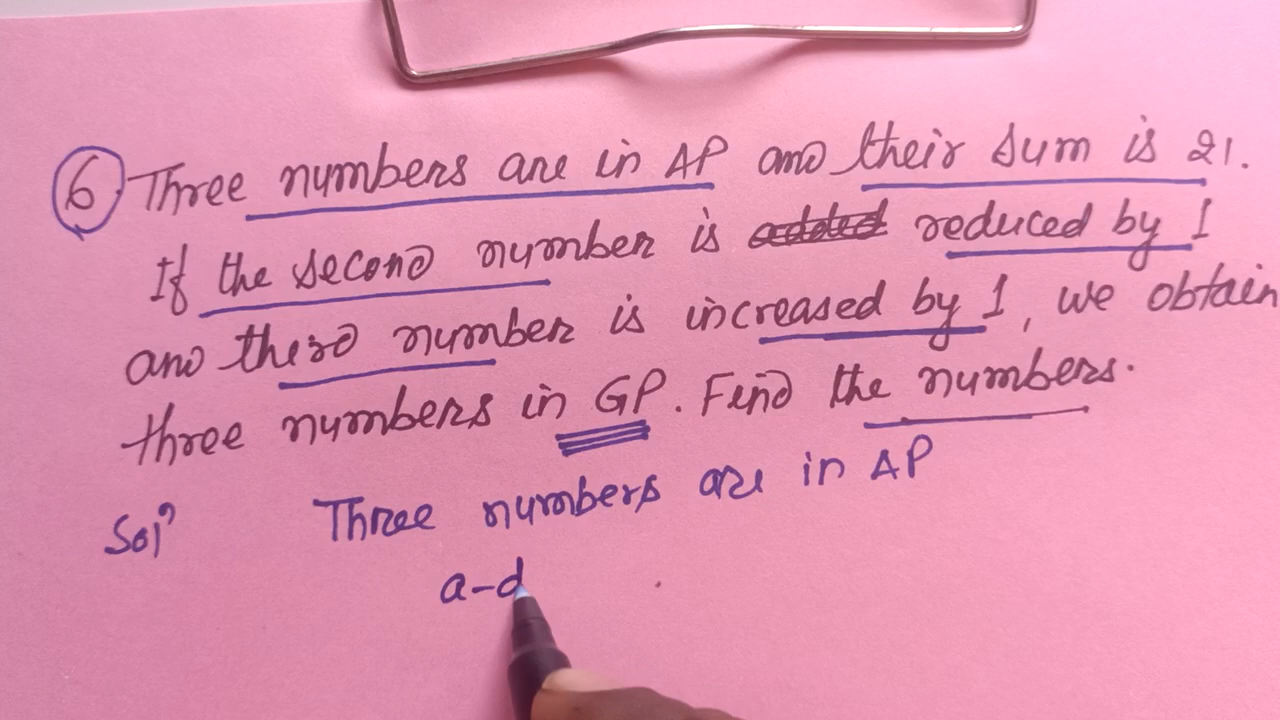 6 Three numbers are in AP and their sum is 21.
If the second number is added reduced by 1
and third number is increased by 1, we obtain
three numbers in GP. Find the numbers.
Solⁿ Three numbers are in AP
a-d